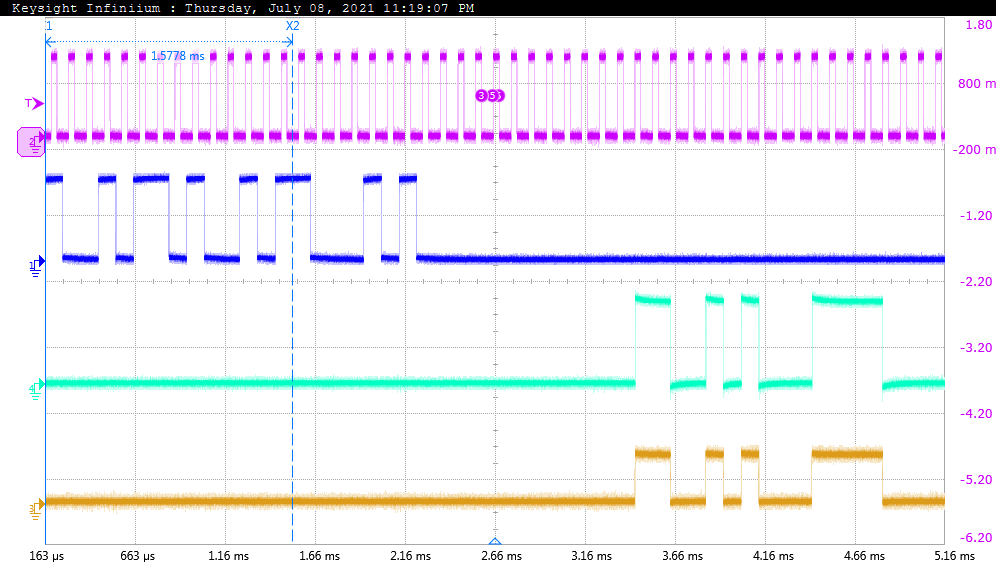 Keysight Infiniium : Thursday, July 08, 2021 11:19:07 PM
1 X2 1.80
1.5778 ms
800 m
T
3 5
2 -200 m
-1.20
1
-2.20
-3.20
4
-4.20
-5.20
3
-6.20
163 µs 663 µs 1.16 ms 1.66 ms 2.16 ms 2.66 ms 3.16 ms 3.66 ms 4.16 ms 4.66 ms 5.16 ms